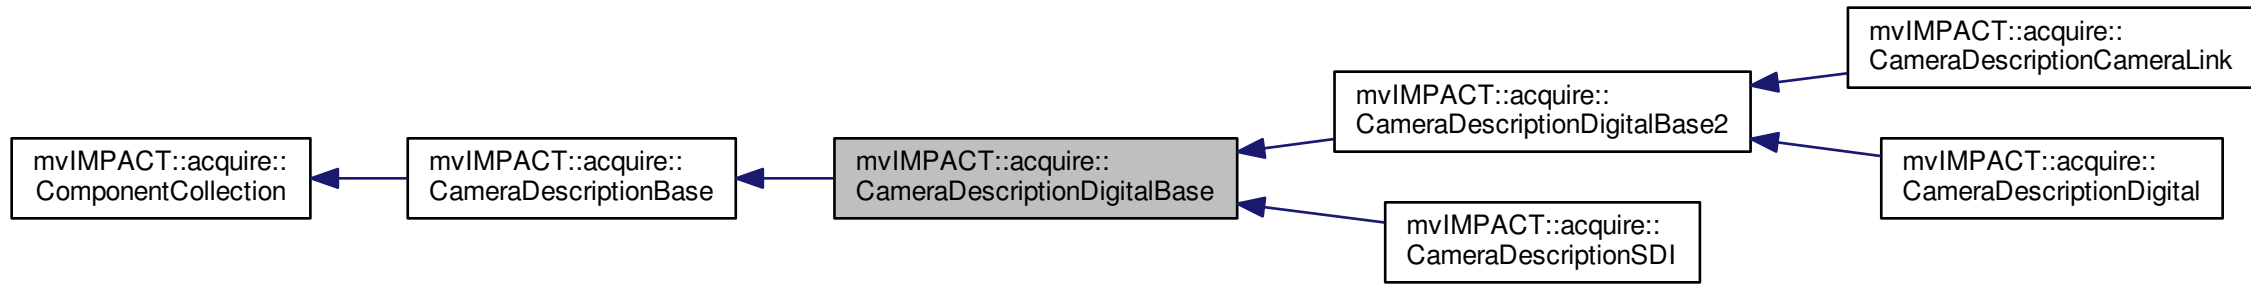 mvIMPACT::acquire::
ComponentCollection
mvIMPACT::acquire::
CameraDescriptionBase
mvIMPACT::acquire::
CameraDescriptionDigitalBase
mvIMPACT::acquire::
CameraDescriptionDigitalBase2
mvIMPACT::acquire::
CameraDescriptionSDI
mvIMPACT::acquire::
CameraDescriptionCameraLink
mvIMPACT::acquire::
CameraDescriptionDigital